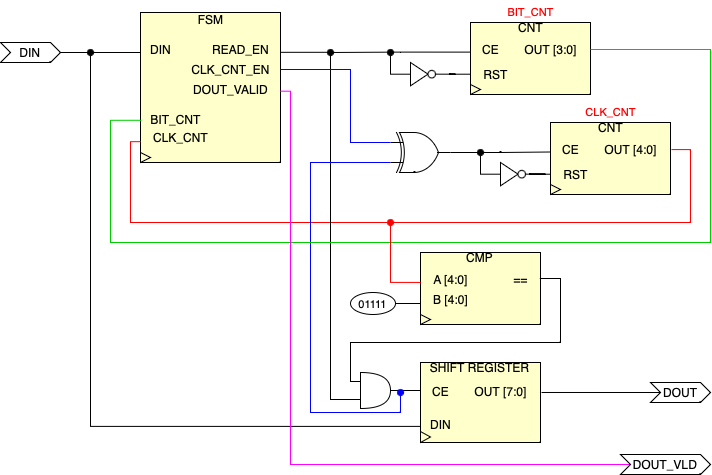 BIT_CNT
FSM
CNT
DIN
DIN
READ_EN
CE
OUT [3:0]
CLK_CNT_EN
RST
DOUT_VALID
CLK_CNT
BIT_CNT
CNT
CLK_CNT
CE
OUT [4:0]
RST
CMP
A [4:0]
==
01111
B [4:0]
SHIFT REGISTER
CE
OUT [7:0]
DOUT
DIN
DOUT_VLD